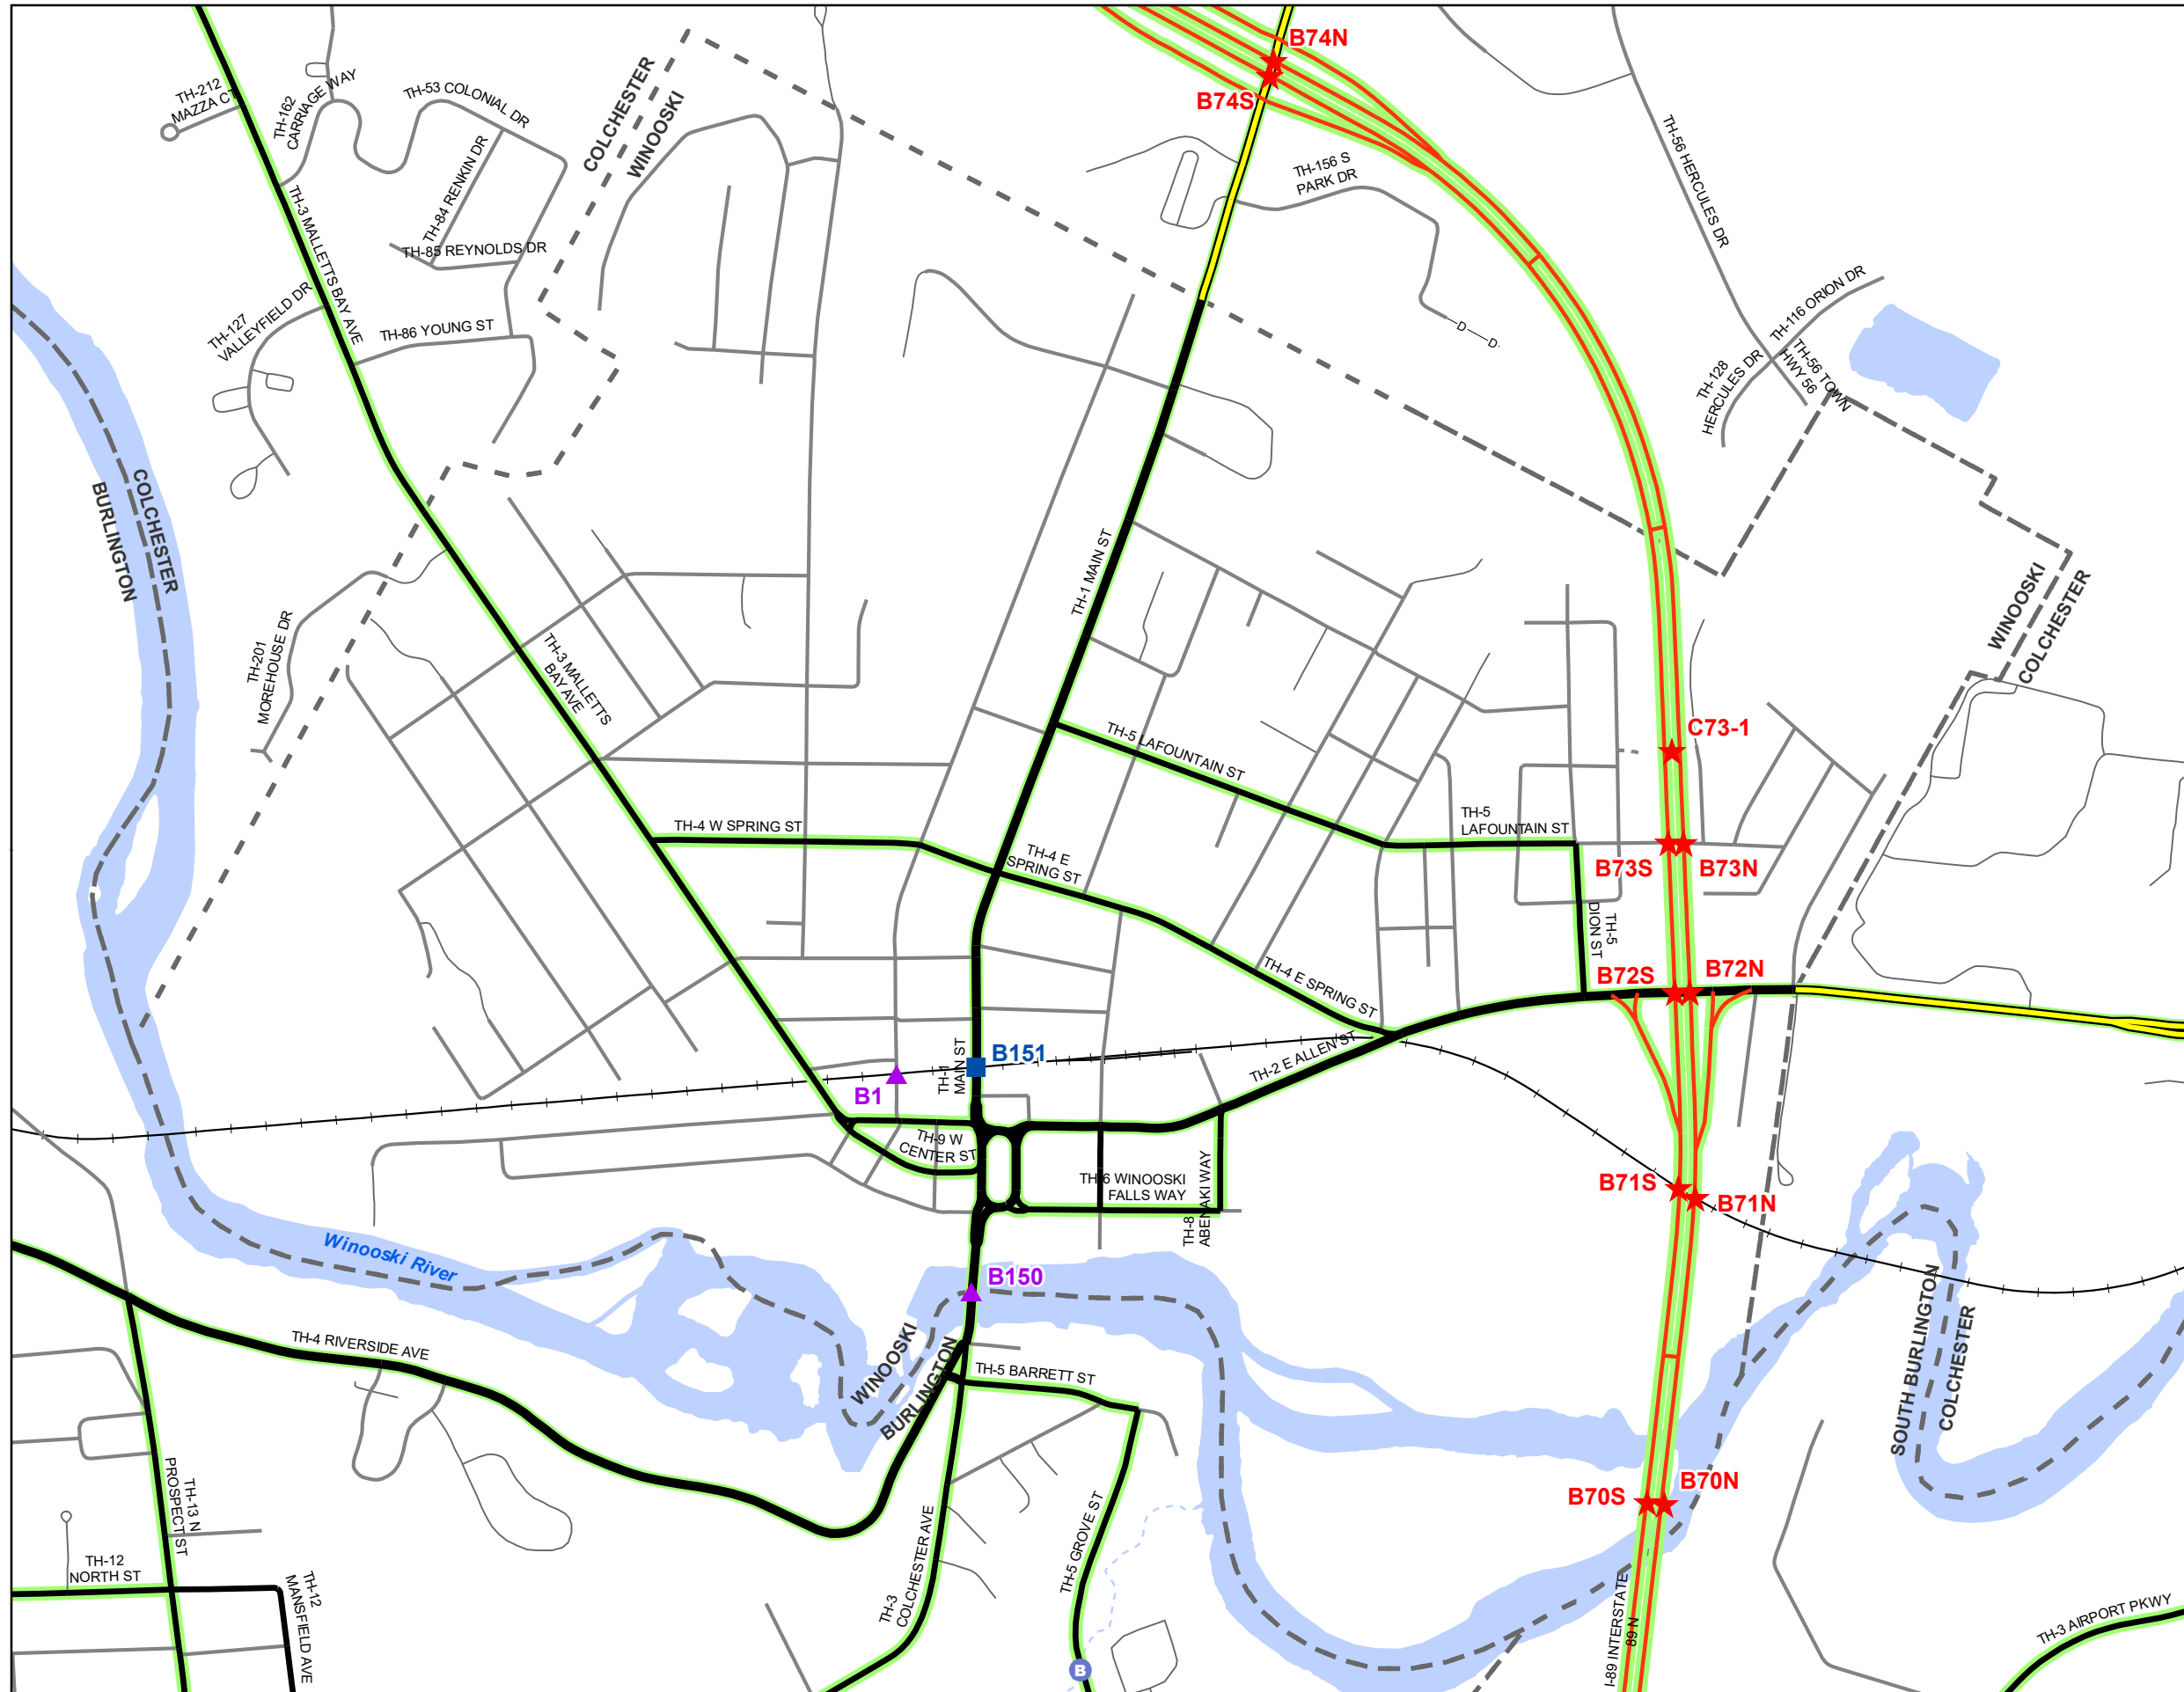 B74N
B74S
COLCHESTER
WINOOSKI
TH-212
MAZZA CT
TH-162
CARRIAGE WAY
TH-53 COLONIAL DR
TH-84 RENKIN DR
TH-85 REYNOLDS DR
TH-3 MALLETTS BAY AVE
TH-127
VALLEYFIELD DR
TH-86 YOUNG ST
TH-156 S
PARK DR
TH-56 HERCULES DR
D
D
TH-116 ORION DR
TH-128
HERCULES DR
TH-56 TOWN
HWY 56
COLCHESTER
BURLINGTON
TH-201
MOREHOUSE DR
TH-3 MALLETTS
BAY AVE
TH-1 MAIN ST
WINOOSKI
COLCHESTER
TH-5 LAFOUNTAIN ST
C73-1
TH-4 W SPRING ST
TH-4 E
SPRING ST
TH-5
LAFOUNTAIN ST
B73S
B73N
TH-5
DION ST
TH-4 E SPRING ST
B72S
B72N
B151
TH-1
MAIN ST
B1
TH-2 E ALLEN ST
TH-9 W
CENTER ST
TH-6 WINOOSKI
FALLS WAY
TH-8
ABENAKI WAY
B71S
B71N
Winooski River
B150
TH-4 RIVERSIDE AVE
WINOOSKI
BURLINGTON
TH-5 BARRETT ST
SOUTH BURLINGTON
COLCHESTER
TH-13 N
PROSPECT ST
B70S
B70N
TH-5 GROVE ST
TH-3
COLCHESTER AVE
TH-12
NORTH ST
TH-12
MANSFIELD AVE
I-89 INTERSTATE
89 N
TH-3 AIRPORT PKWY
B